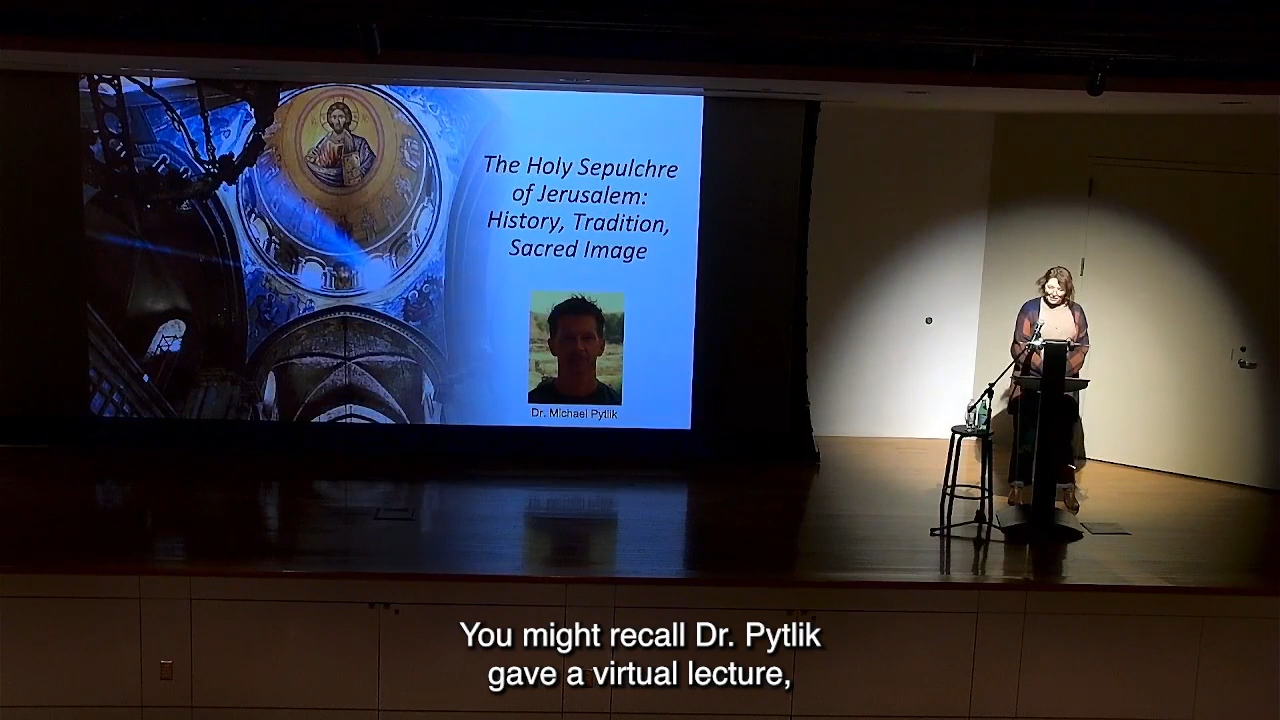 The Holy Sepulchre
of Jerusalem:
History, Tradition,
Sacred Image
Dr. Michael Pytlik
You might recall Dr. Pytlik
gave a virtual lecture,